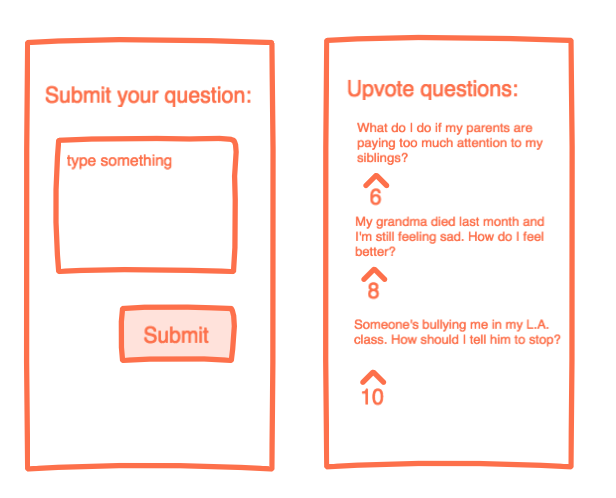 Submit your question:
type something
Submit
Upvote questions:
What do I do if my parents are
paying too much attention to my
siblings?
6
My grandma died last month and
I'm still feeling sad. How do I feel
better?
8
Someone's bullying me in my L.A.
class. How should I tell him to stop?
10